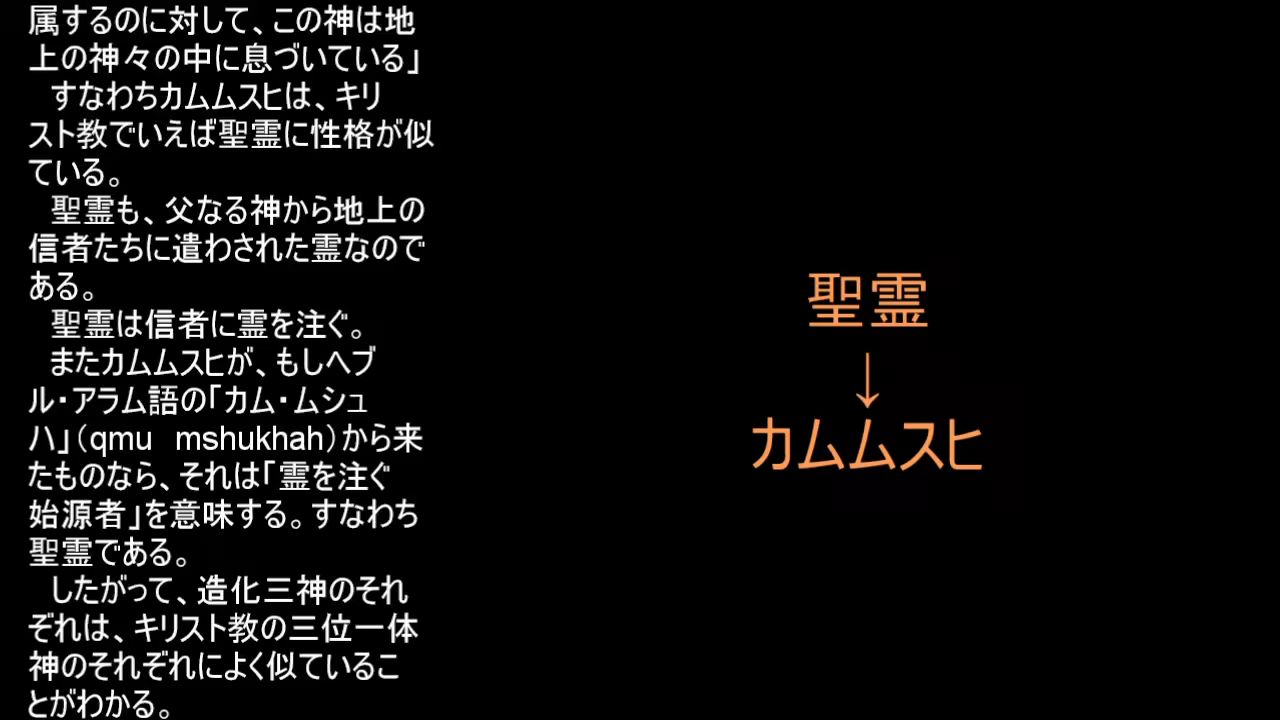 属するのに対して、この神は地
上の神々の中に息づいている」
　すなわちカムムスヒは、キリ
スト教でいえば聖霊に性格が似
ている。
　聖霊も、父なる神から地上の
信者たちに遣わされた霊なので
ある。
　聖霊は信者に霊を注ぐ。
　またカムムスヒが、もしヘブ
ル・アラム語の「カム・ムシュ
ハ」（qmu　mshukhah）から来
たものなら、それは「霊を注ぐ
始源者」を意味する。すなわち
聖霊である。
　したがって、造化三神のそれ
ぞれは、キリスト教の三位一体
神のそれぞれによく似ているこ
とがわかる。
聖霊
↓
カムムスヒ